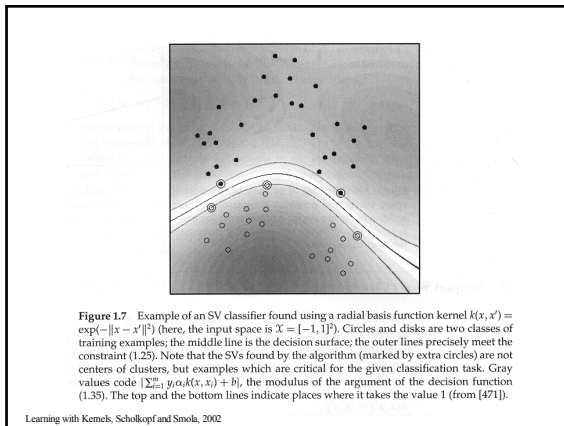 Figure 1.7 Example of an SV classifier found using a radial basis function kernel k(x, x′) =
exp(−‖x − x′‖²) (here, the input space is 𝒳 = [−1, 1]²). Circles and disks are two classes of
training examples; the middle line is the decision surface; the outer lines precisely meet the
constraint (1.25). Note that the SVs found by the algorithm (marked by extra circles) are not
centers of clusters, but examples which are critical for the given classification task. Gray
values code |∑ᵐᵢ₌₁ yᵢαᵢk(x, xᵢ) + b|, the modulus of the argument of the decision function
(1.35). The top and the bottom lines indicate places where it takes the value 1 (from [471]).
Learning with Kernels, Scholkopf and Smola, 2002